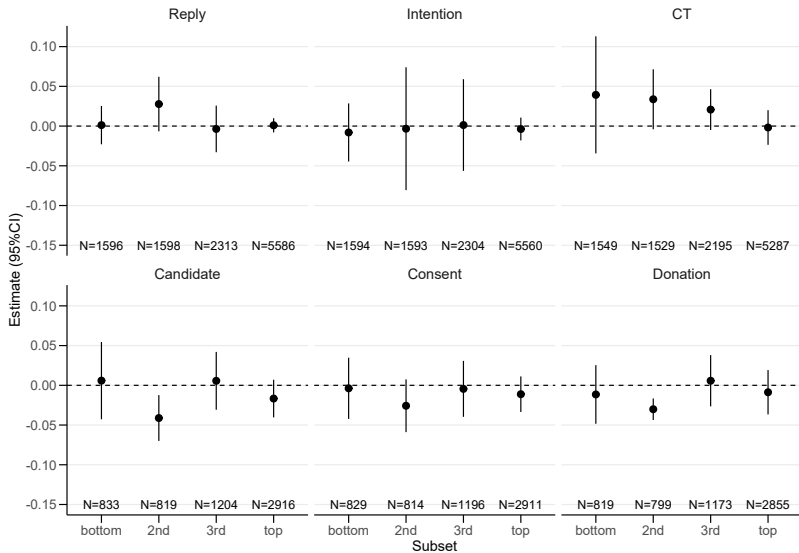 Reply Intention CT
0.10
0.05
0.00
-0.05
-0.10
-0.15
N=1596 N=1598 N=2313 N=5586 N=1594 N=1593 N=2304 N=5560 N=1549 N=1529 N=2195 N=5287
Estimate (95%CI)
Candidate Consent Donation
0.10
0.05
0.00
-0.05
-0.10
-0.15
N=833 N=819 N=1204 N=2916 N=829 N=814 N=1196 N=2911 N=819 N=799 N=1173 N=2855
bottom 2nd 3rd top bottom 2nd 3rd top bottom 2nd 3rd top
Subset